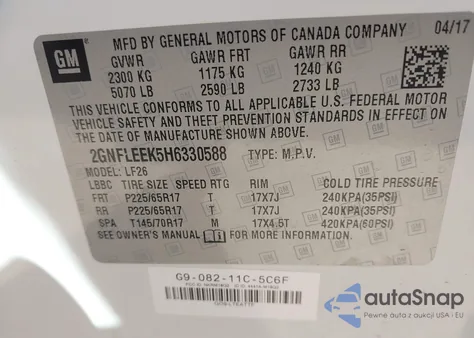 GM
MFD BY GENERAL MOTORS OF CANADA COMPANY 04/17
GVWR GAWR FRT GAWR RR
2300 KG 1175 KG 1240 KG
5070 LB 2590 LB 2733 LB
THIS VEHICLE CONFORMS TO ALL APPLICABLE U.S. FEDERAL MOTOR
VEHICLE SAFETY AND THEFT PREVENTION STANDARDS IN EFFECT ON
THE DATE OF MANUFACTURE SHOWN ABOVE.
2GNFLEEK5H6330588 TYPE: M.P.V.
MODEL: LF26
LBBC TIRE SIZE SPEED RTG RIM COLD TIRE PRESSURE
FRT P225/65R17 T 17X7J 240KPA(35PSI)
RR P225/65R17 T 17X7J 240KPA(35PSI)
SPA T145/70R17 M 17X4.5T 420KPA(60PSI)
SEE OWNER'S MANUAL FOR MORE INFORMATION
G9-082-11C-5C6F
autoSnap
Pewne auta z aukcji USA i EU